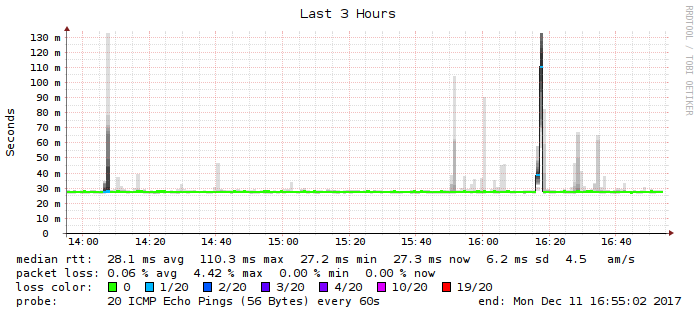 Last 3 Hours
RRDTOOL / TOBI OETIKER
Seconds
130 m
120 m
110 m
100 m
90 m
80 m
70 m
60 m
50 m
40 m
30 m
20 m
10 m
0
14:00 14:20 14:40 15:00 15:20 15:40 16:00 16:20 16:40
median rtt: 28.1 ms avg 110.3 ms max 27.2 ms min 27.3 ms now 6.2 ms sd 4.5 am/s
packet loss: 0.06 % avg 4.42 % max 0.00 % min 0.00 % now
loss color: 0 1/20 2/20 3/20 4/20 10/20 19/20
probe: 20 ICMP Echo Pings (56 Bytes) every 60s end: Mon Dec 11 16:55:02 2017